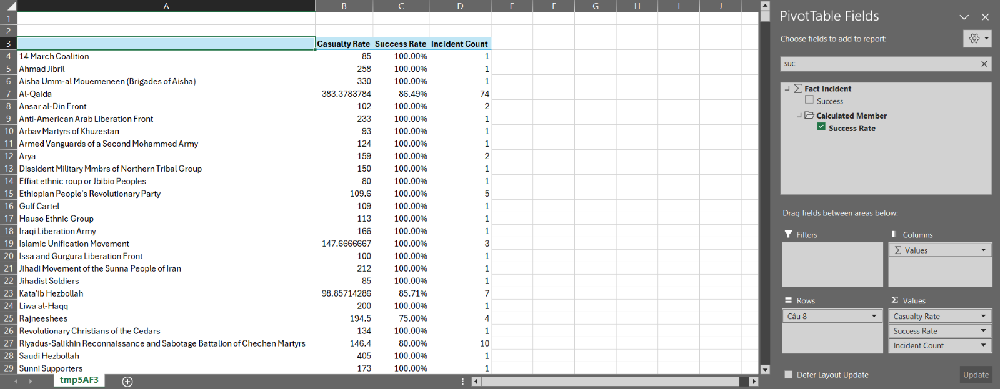 A B C D E F G H I J
1
2
3 Casualty Rate Success Rate Incident Count
4 14 March Coalition 85 100.00% 1
5 Ahmad Jibril 258 100.00% 1
6 Aisha Umm-al Mouemeneen (Brigades of Aisha) 330 100.00% 1
7 Al-Qaida 383.3783784 86.49% 74
8 Ansar al-Din Front 102 100.00% 2
9 Anti-American Arab Liberation Front 233 100.00% 1
10 Arbav Martyrs of Khuzestan 93 100.00% 1
11 Armed Vanguards of a Second Mohammed Army 124 100.00% 1
12 Arya 159 100.00% 2
13 Dissident Military Mmbrs of Northern Tribal Group 150 100.00% 1
14 Effiat ethnic roup or Jbibio Peoples 80 100.00% 1
15 Ethiopian People's Revolutionary Party 109.6 100.00% 5
16 Gulf Cartel 109 100.00% 1
17 Hauso Ethnic Group 113 100.00% 1
18 Iraqi Liberation Army 166 100.00% 1
19 Islamic Unification Movement 147.6666667 100.00% 3
20 Issa and Gurgura Liberation Front 100 100.00% 1
21 Jihadi Movement of the Sunna People of Iran 212 100.00% 1
22 Jihadist Soldiers 85 100.00% 1
23 Kata'ib Hezbollah 98.85714286 85.71% 7
24 Liwa al-Haqq 200 100.00% 1
25 Rajneeshees 194.5 75.00% 4
26 Revolutionary Christians of the Cedars 134 100.00% 1
27 Riyadus-Salikhin Reconnaissance and Sabotage Battalion of Chechen Martyrs 146.4 80.00% 10
28 Saudi Hezbollah 405 100.00% 1
29 Sunni Supporters 173 100.00% 1
tmp5AF3
PivotTable Fields
Choose fields to add to report:
suc
Fact Incident
Success
Calculated Member
Success Rate
Drag fields between areas below:
Filters
Columns
Σ Values
Rows
Σ Values
Câu 8
Casualty Rate
Success Rate
Incident Count
Defer Layout Update
Update